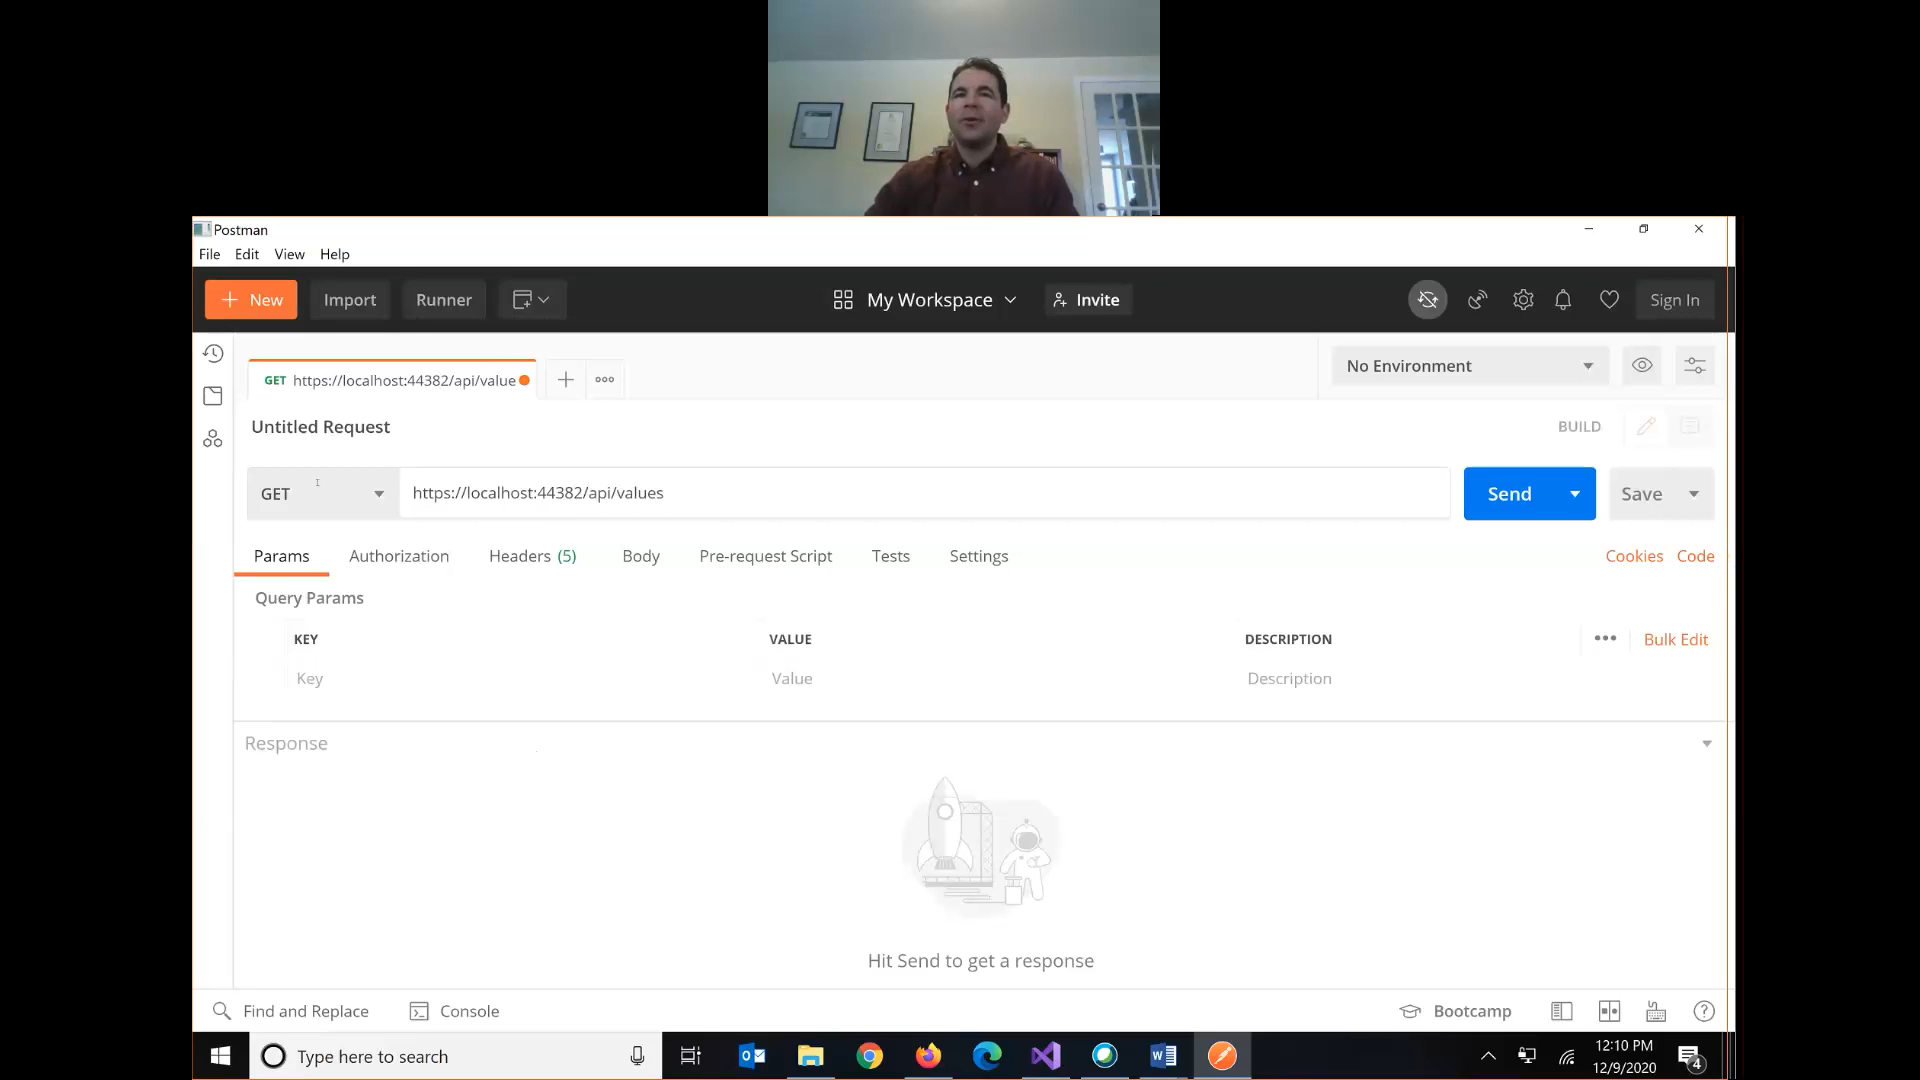 Postman
File Edit View Help
New Import Runner My Workspace Invite Sign In
GET https://localhost:44382/api/value No Environment
Untitled Request BUILD
GET https://localhost:44382/api/values Send Save
Params Authorization Headers (5) Body Pre-request Script Tests Settings Cookies Code
Query Params
KEY VALUE DESCRIPTION ••• Bulk Edit
Key Value Description
Response
Hit Send to get a response
Find and Replace Console Bootcamp
Type here to search 12:10 PM
12/9/2020 4